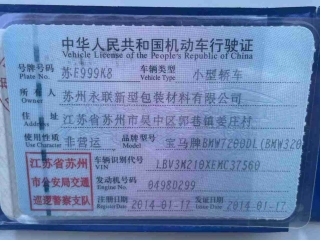 中华人民共和国机动车行驶证
Vehicle License of the People's Republic of China
号牌号码 苏E999K8 车辆类型 小型轿车
Plate No. Vehicle Type
所有人 苏州永联新型包装材料有限公司
Owner
住址 江苏省苏州市吴中区郭巷镇姜庄村
Address
使用性质 非营运 宝马牌BMW7200DL(BMW320
Use Character
江苏省苏州 车辆识别代号 LBV3M210XEMC37560
VIN
市公安局交通 发动机号码 04980299
Engine No.
巡逻警察支队 注册日期 2014-01-17 发证日期 2014-01-17
Register Date Issue Date